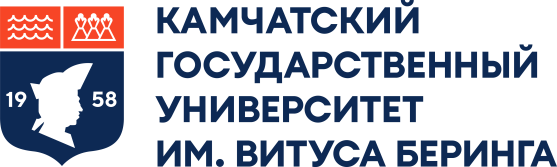 КАМЧАТСКИЙ
ГОСУДАРСТВЕННЫЙ
УНИВЕРСИТЕТ
ИМ. ВИТУСА БЕРИНГА
19 58